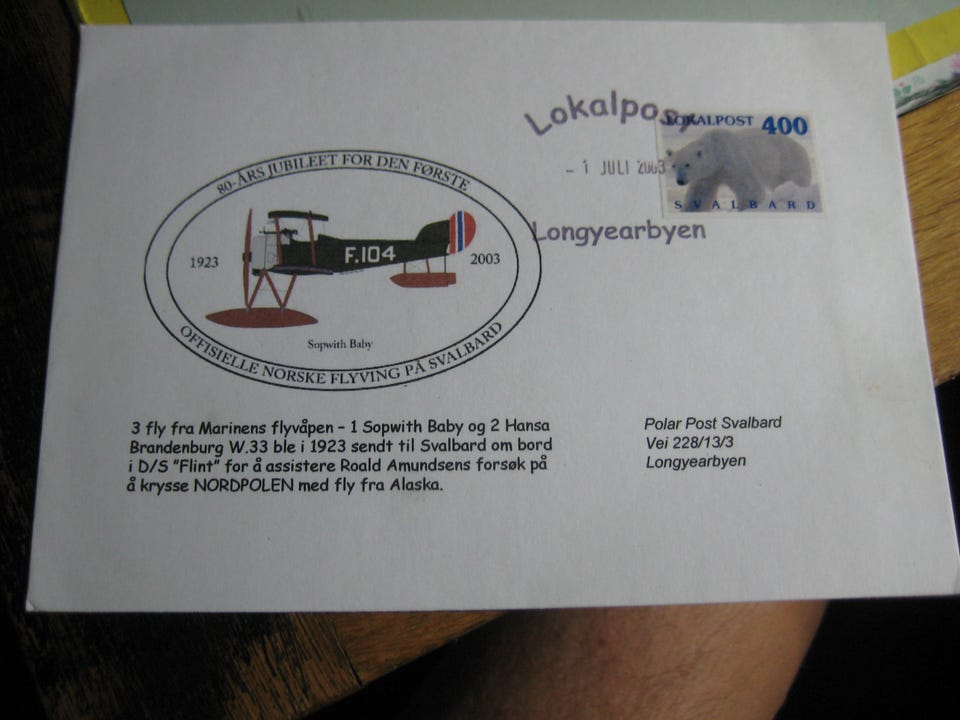 Lokalpost
LOKALPOST 400
- 1 JULI 2003
SVALBARD
Longyearbyen
80-ÅRS JUBILEET FOR DEN FØRSTE
1923
F.104
2003
Sopwith Baby
OFFISIELLE NORSKE FLYVING PÅ SVALBARD
3 fly fra Marinens flyvåpen – 1 Sopwith Baby og 2 Hansa
Brandenburg W.33 ble i 1923 sendt til Svalbard om bord
i D/S "Flint" for å assistere Roald Amundsens forsøk på
å krysse NORDPOLEN med fly fra Alaska.
Polar Post Svalbard
Vei 228/13/3
Longyearbyen